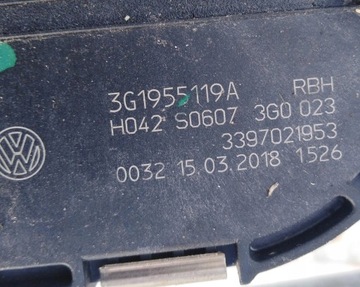 3G1955119A RBH
H042 S0607 3G0 023
3397021953
0032 15.03.2018 1526